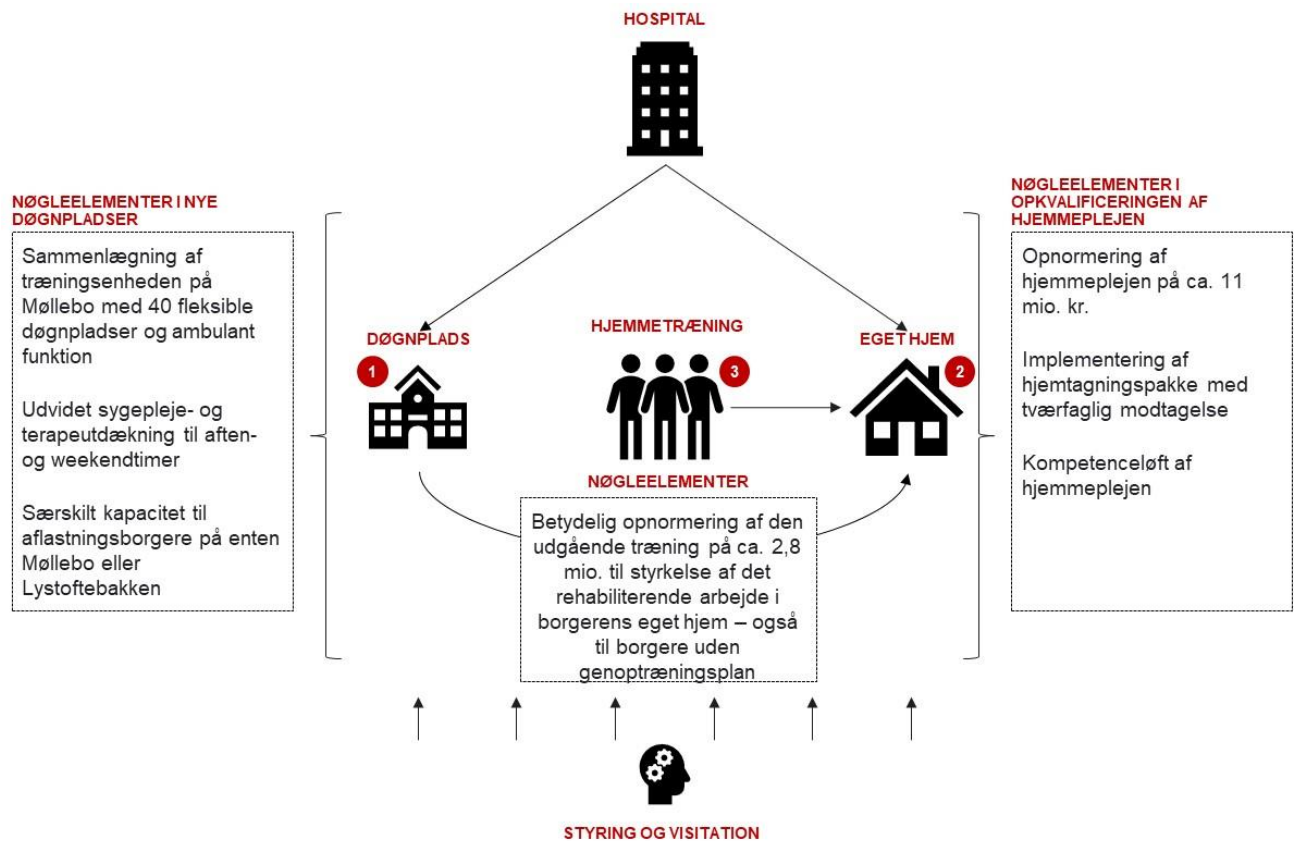 HOSPITAL
NØGLEELEMENTER I NYE
DØGNPLADSER
Sammenlægning af
træningsenheden på
Møllebo med 40 fleksible
døgnpladser og ambulant
funktion
Udvidet sygepleje- og
terapeutdækning til aften-
og weekendtimer
Særskilt kapacitet til
aflastningsborgere på enten
Møllebo eller
Lystoftebakken
DØGNPLADS
1
HJEMMETRÆNING
3
EGET HJEM
2
NØGLEELEMENTER
Betydelig opnormering af den
udgående træning på ca. 2,8
mio. til styrkelse af det
rehabiliterende arbejde i
borgerens eget hjem – også
til borgere uden
genoptræningsplan
NØGLEELEMENTER I
OPKVALIFICERINGEN AF
HJEMMEPLEJEN
Opnormering af
hjemmeplejen på ca. 11
mio. kr.
Implementering af
hjemtagningspakke med
tværfaglig modtagelse
Kompetenceløft af
hjemmeplejen
STYRING OG VISITATION